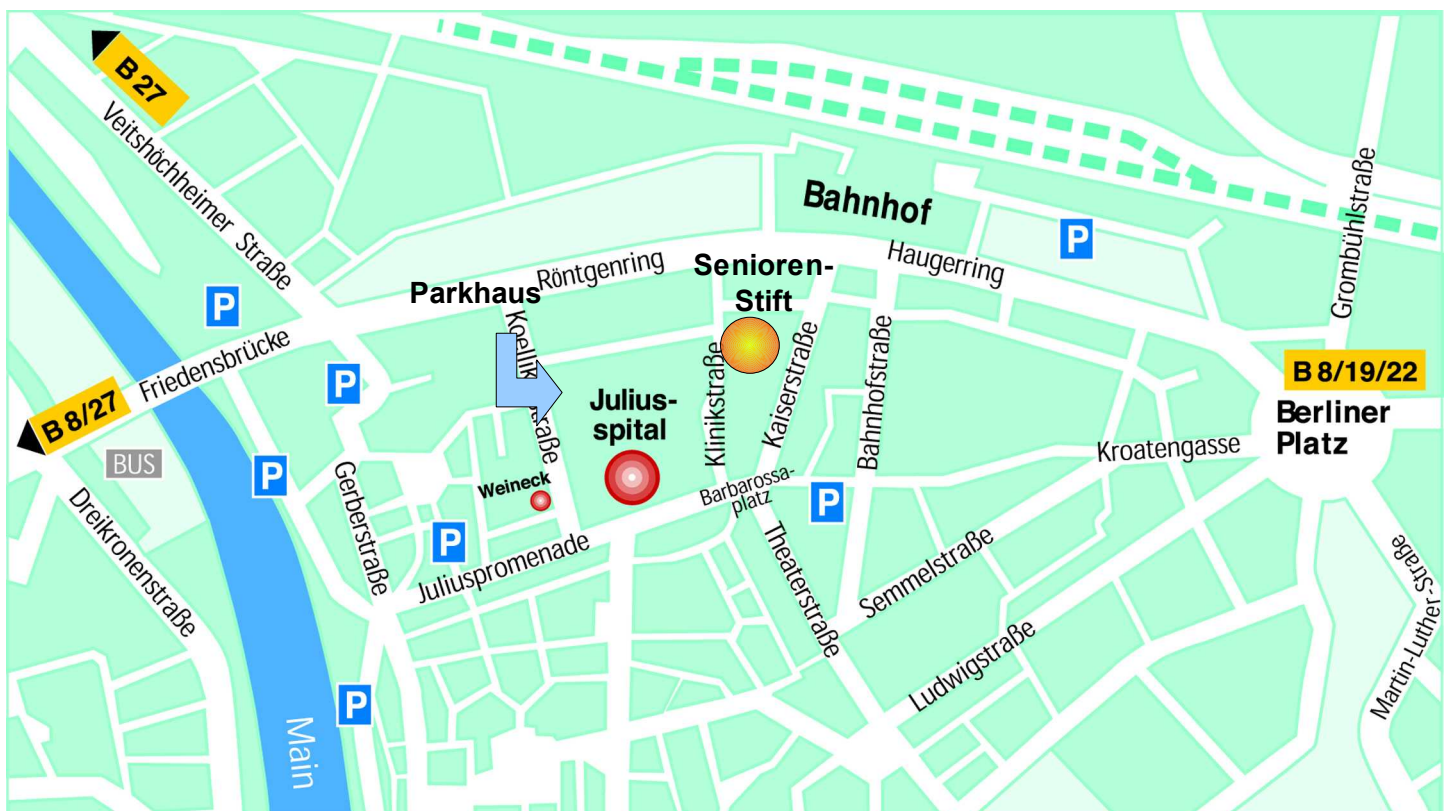 B 27
Veitshöchheimer Straße
Bahnhof
Grombühlstraße
P
Röntgenring
Senioren-
Stift
Haugerring
Parkhaus
P
Friedensbrücke
P
B 8/27
B 8/19/22
Berliner
Platz
Julius-
spital
Klinikstraße
Kaiserstraße
Bahnhofstraße
Kroatengasse
BUS
P
Weineck
Barbarossa-
platz
P
Gerberstraße
P
Juliuspromenade
Dreikronenstraße
Theaterstraße
Semmelstraße
Ludwigstraße
Martin-Luther-Straße
P
Main